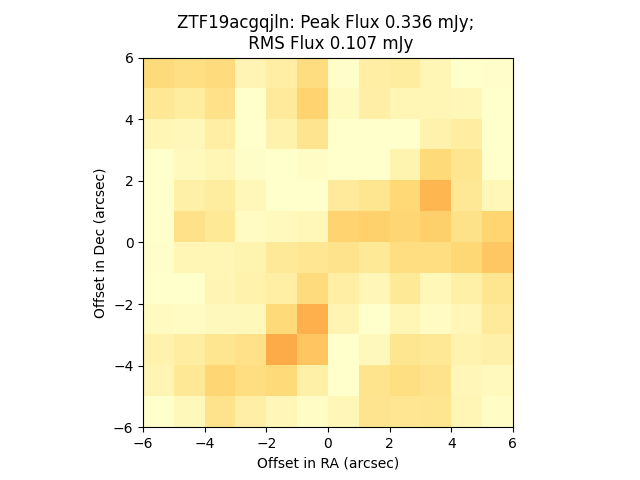 ZTF19acgqjln: Peak Flux 0.336 mJy;
RMS Flux 0.107 mJy
6
4
2
0
−2
−4
−6
Offset in Dec (arcsec)
−6 −4 −2 0 2 4 6
Offset in RA (arcsec)